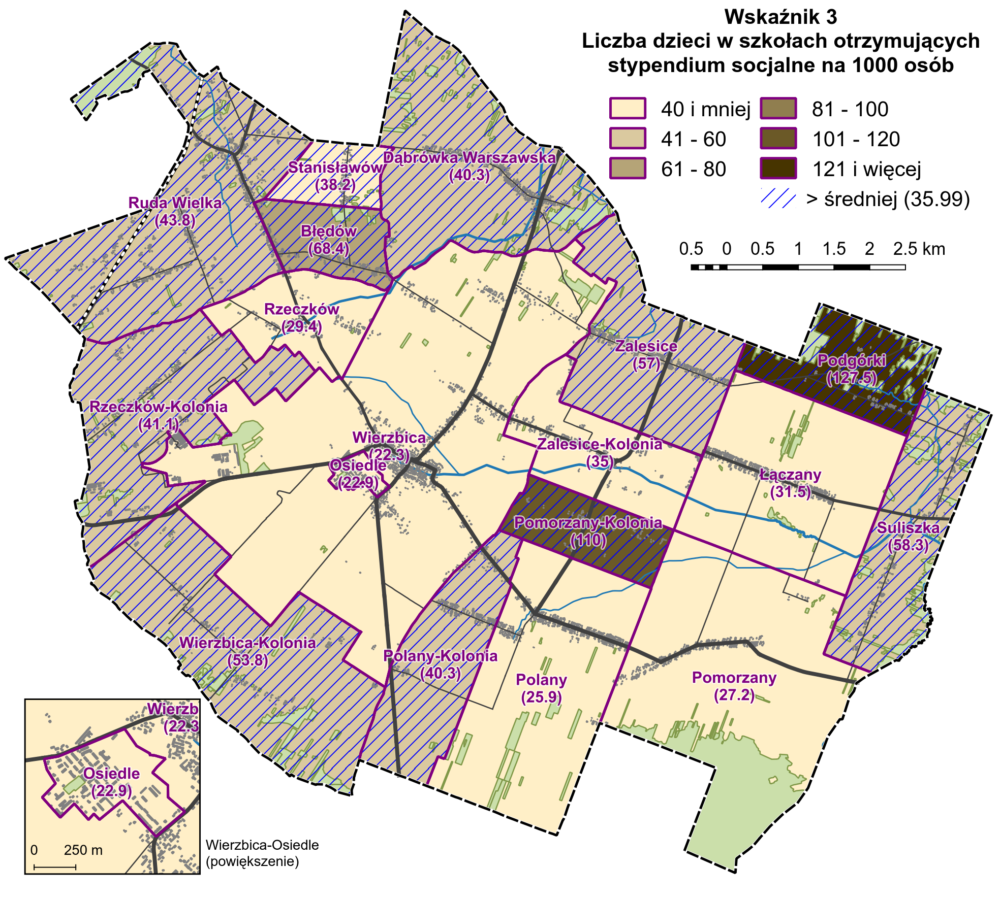 Wskaźnik 3
Liczba dzieci w szkołach otrzymujących
stypendium socjalne na 1000 osób
40 i mniej
81 - 100
41 - 60
101 - 120
61 - 80
121 i więcej
> średniej (35.99)
0.5 0 0.5 1 1.5 2 2.5 km
Dąbrówka Warszawska
(40.3)
Stanisławów
(38.2)
Ruda Wielka
(43.8)
Błędów
(68.4)
Rzeczków
(29.4)
Zalesice
(57)
Podgórki
(127.5)
Rzeczków-Kolonia
(41.1)
Wierzbica
(22.3)
Osiedle
(22.9)
Zalesice-Kolonia
(35)
Łączany
(31.5)
Pomorzany-Kolonia
(110)
Suliszka
(58.3)
Wierzbica-Kolonia
(53.8)
Polany-Kolonia
(40.3)
Polany
(25.9)
Pomorzany
(27.2)
Wierzb
(22.3
Osiedle
(22.9)
0 250 m
Wierzbica-Osiedle
(powiększenie)